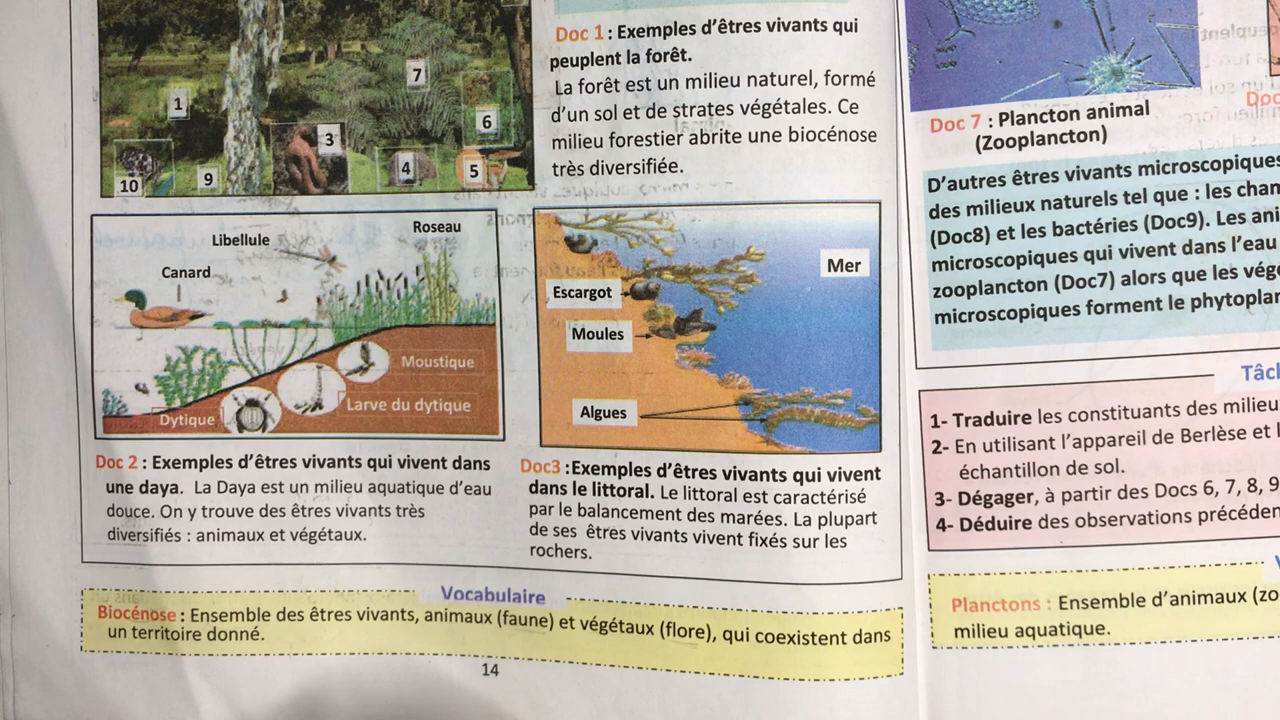 Doc 1 : Exemples d'êtres vivants qui
peuplent la forêt.
La forêt est un milieu naturel, formé
d'un sol et de strates végétales. Ce
milieu forestier abrite une biocénose
très diversifiée.
7
1
6
3
4
5
9
10
Libellule
Roseau
Canard
Moustique
Larve du dytique
Dytique
Mer
Escargot
Moules
Algues
Doc 2 : Exemples d'êtres vivants qui vivent dans
une daya. La Daya est un milieu aquatique d'eau
douce. On y trouve des êtres vivants très
diversifiés : animaux et végétaux.
Doc3 :Exemples d'êtres vivants qui vivent
dans le littoral. Le littoral est caractérisé
par le balancement des marées. La plupart
de ses êtres vivants vivent fixés sur les
rochers.
Vocabulaire
Biocénose : Ensemble des êtres vivants, animaux (faune) et végétaux (flore), qui coexistent dans
un territoire donné.
14
Doc 7 : Plancton animal
(Zooplancton)
Doc
D'autres êtres vivants microscopiques
des milieux naturels tel que : les
(Doc8) et les bactéries (Doc9). Les
microscopiques qui vivent dans l'eau
zooplancton (Doc7) alors que les
microscopiques forment le
1- Traduire les constituants des
2- En utilisant l'appareil de Berlèse et
échantillon de sol.
3- Dégager, à partir des Docs 6, 7, 8, 9
4- Déduire des observations
Planctons : Ensemble d'animaux
milieu aquatique.